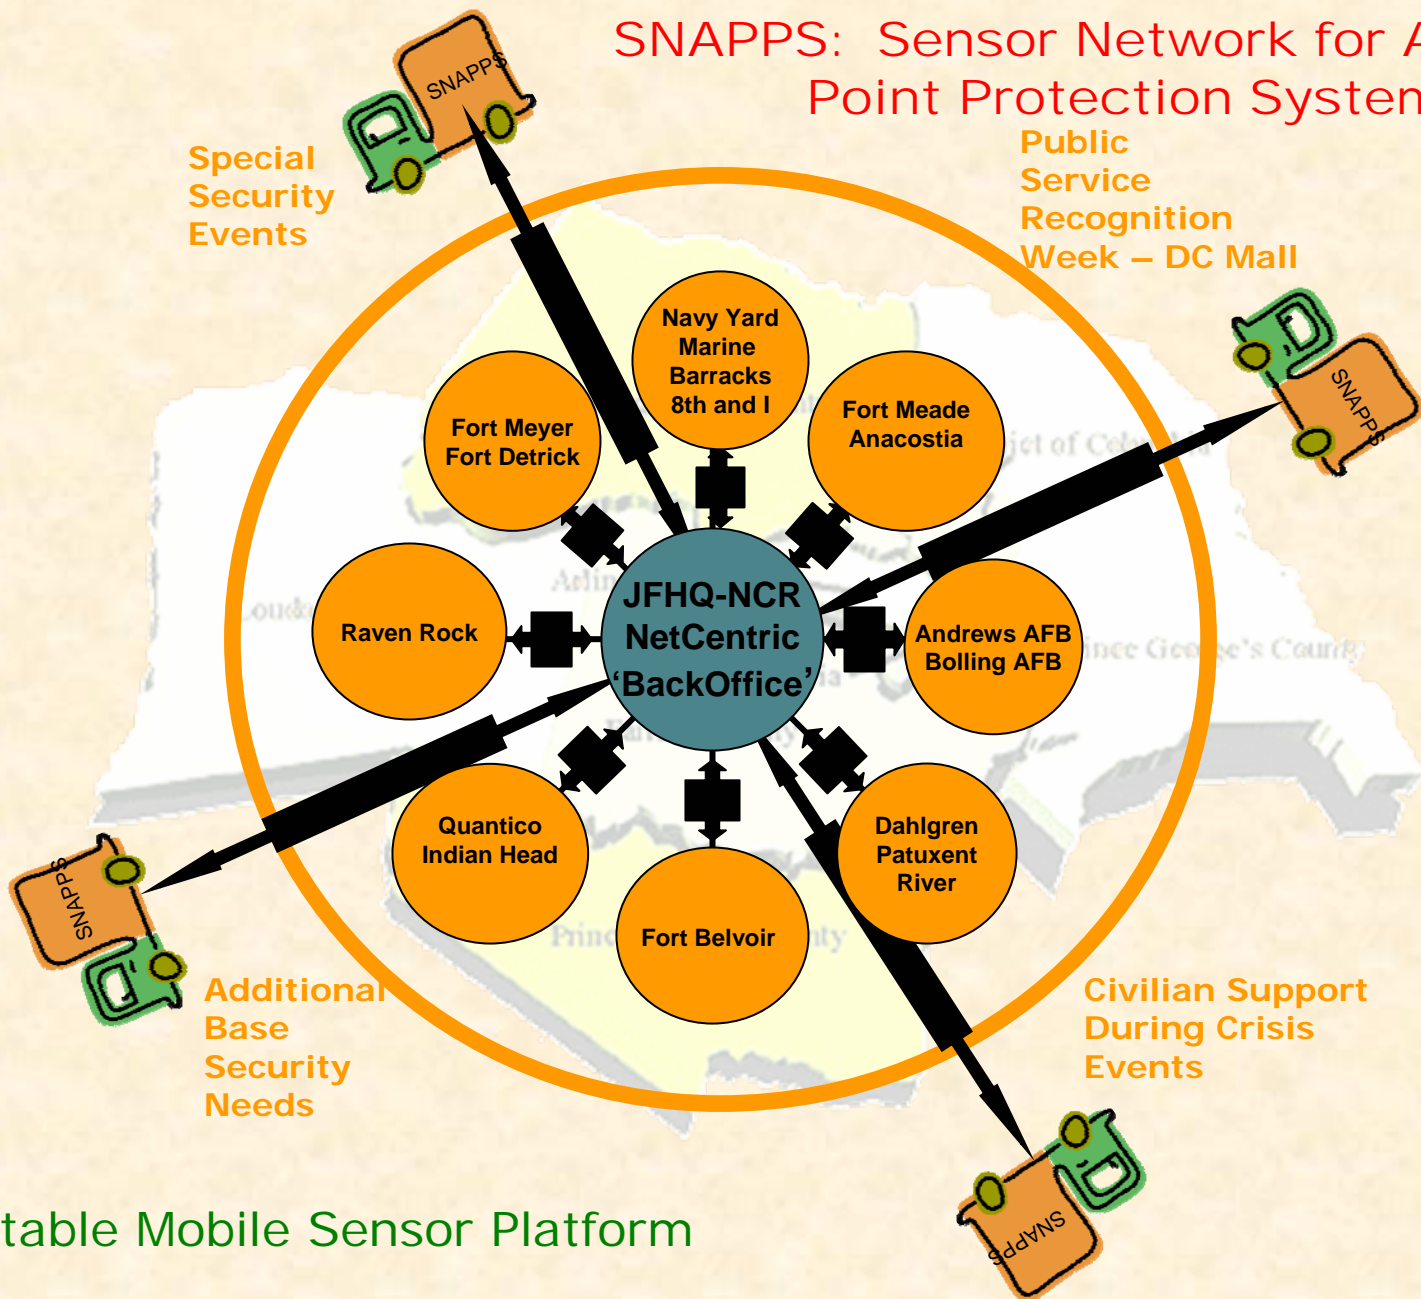 SNAPPS: Sensor Network for
Point Protection System
SNAPPS
Special
Security
Events
Public
Service
Recognition
Week – DC Mall
SNAPPS
Navy Yard
Marine
Barracks
8th and I
Fort Meyer
Fort Detrick
Fort Meade
Anacostia
Raven Rock
JFHQ-NCR
NetCentric
‘BackOffice’
Andrews AFB
Bolling AFB
George's County
Quantico
Indian Head
Fort Belvoir
Dahlgren
Patuxent
River
SNAPPS
Additional
Base
Security
Needs
Civilian Support
During Crisis
Events
SNAPPS
table Mobile Sensor Platform